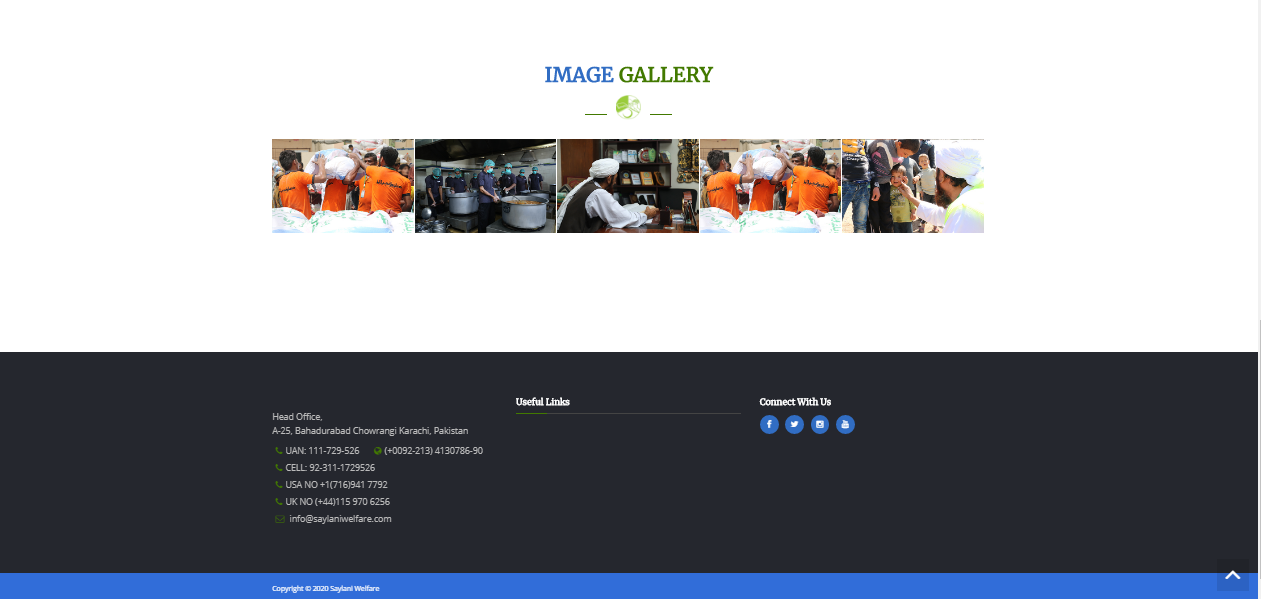 IMAGE GALLERY
Head Office,
A-25, Bahadurabad Chowrangi Karachi, Pakistan
UAN: 111-729-526 (+0092-213) 4130786-90
CELL: 92-311-1729526
USA NO +1(716)941 7792
UK NO (+44)115 970 6256
info@saylaniwelfare.com
Useful Links
Connect With Us
Copyright © 2020 Saylani Welfare